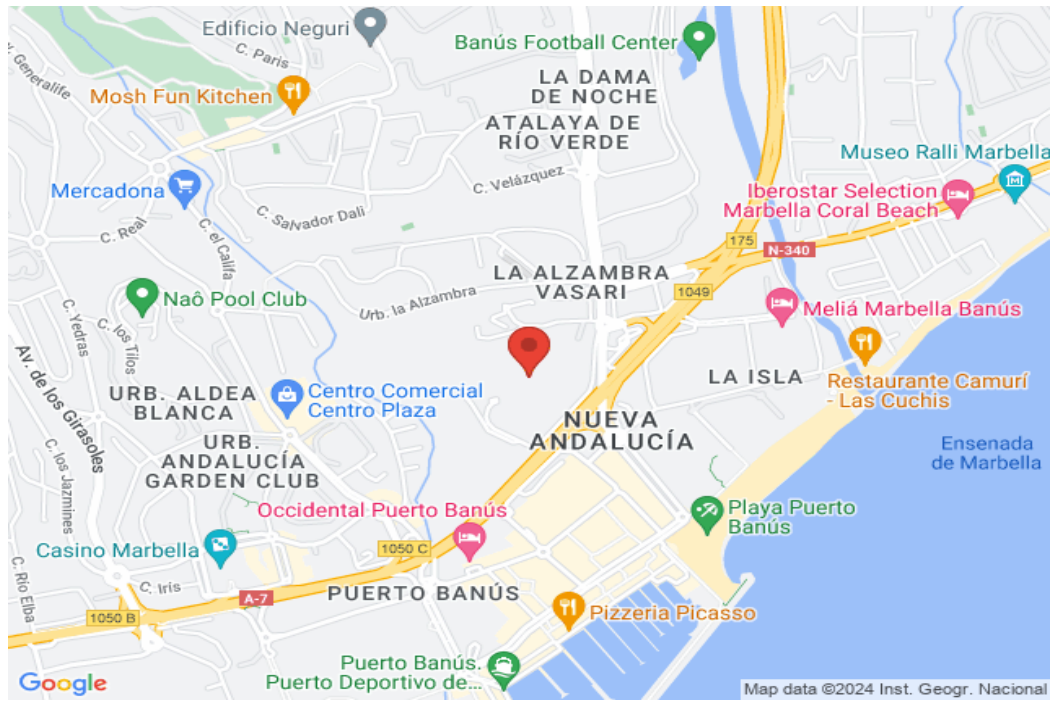 Edificio Neguri
C. Paris
Generalife
Mosh Fun Kitchen
Banús Football Center
LA DAMA
DE NOCHE
ATALAYA DE
RÍO VERDE
Museo Ralli Marbella
C. Velázquez
Mercadona
Iberostar Selection
Marbella Coral Beach
C. Real
C. Salvador Dali
C. el Califa
175
N-340
LA ALZAMBRA
VASARI
1049
Naô Pool Club
Urb. la Alzambra
Meliá Marbella Banús
C. Yedras
C. los Tilos
Av. de los Girasoles
LA ISLA
Restaurante Camurí
- Las Cuchis
URB. ALDEA
BLANCA
Centro Comercial
Centro Plaza
NUEVA
ANDALUCÍA
URB.
ANDALUCÍA
GARDEN CLUB
Ensenada
de Marbella
C. los Jazmines
Occidental Puerto Banús
Playa Puerto
Banús
Casino Marbella
1050 C
C. Rio Elba
C. Iris
A-7
PUERTO BANÚS
1050 B
Pizzeria Picasso
Puerto Banús.
Puerto Deportivo de...
Google
Map data ©2024 Inst. Geogr. Nacional